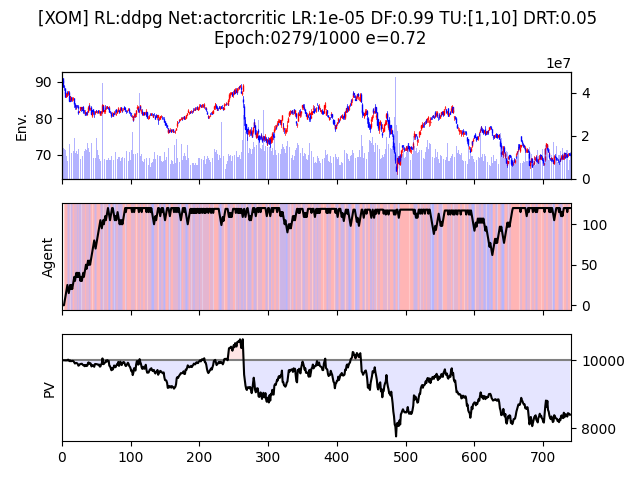 [XOM] RL:ddpg Net:actorcritic LR:1e-05 DF:0.99 TU:[1,10] DRT:0.05
Epoch:0279/1000 e=0.72
1e7
90
80
70
Env.
4
2
0
Agent
100
50
0
PV
10000
8000
0 100 200 300 400 500 600 700